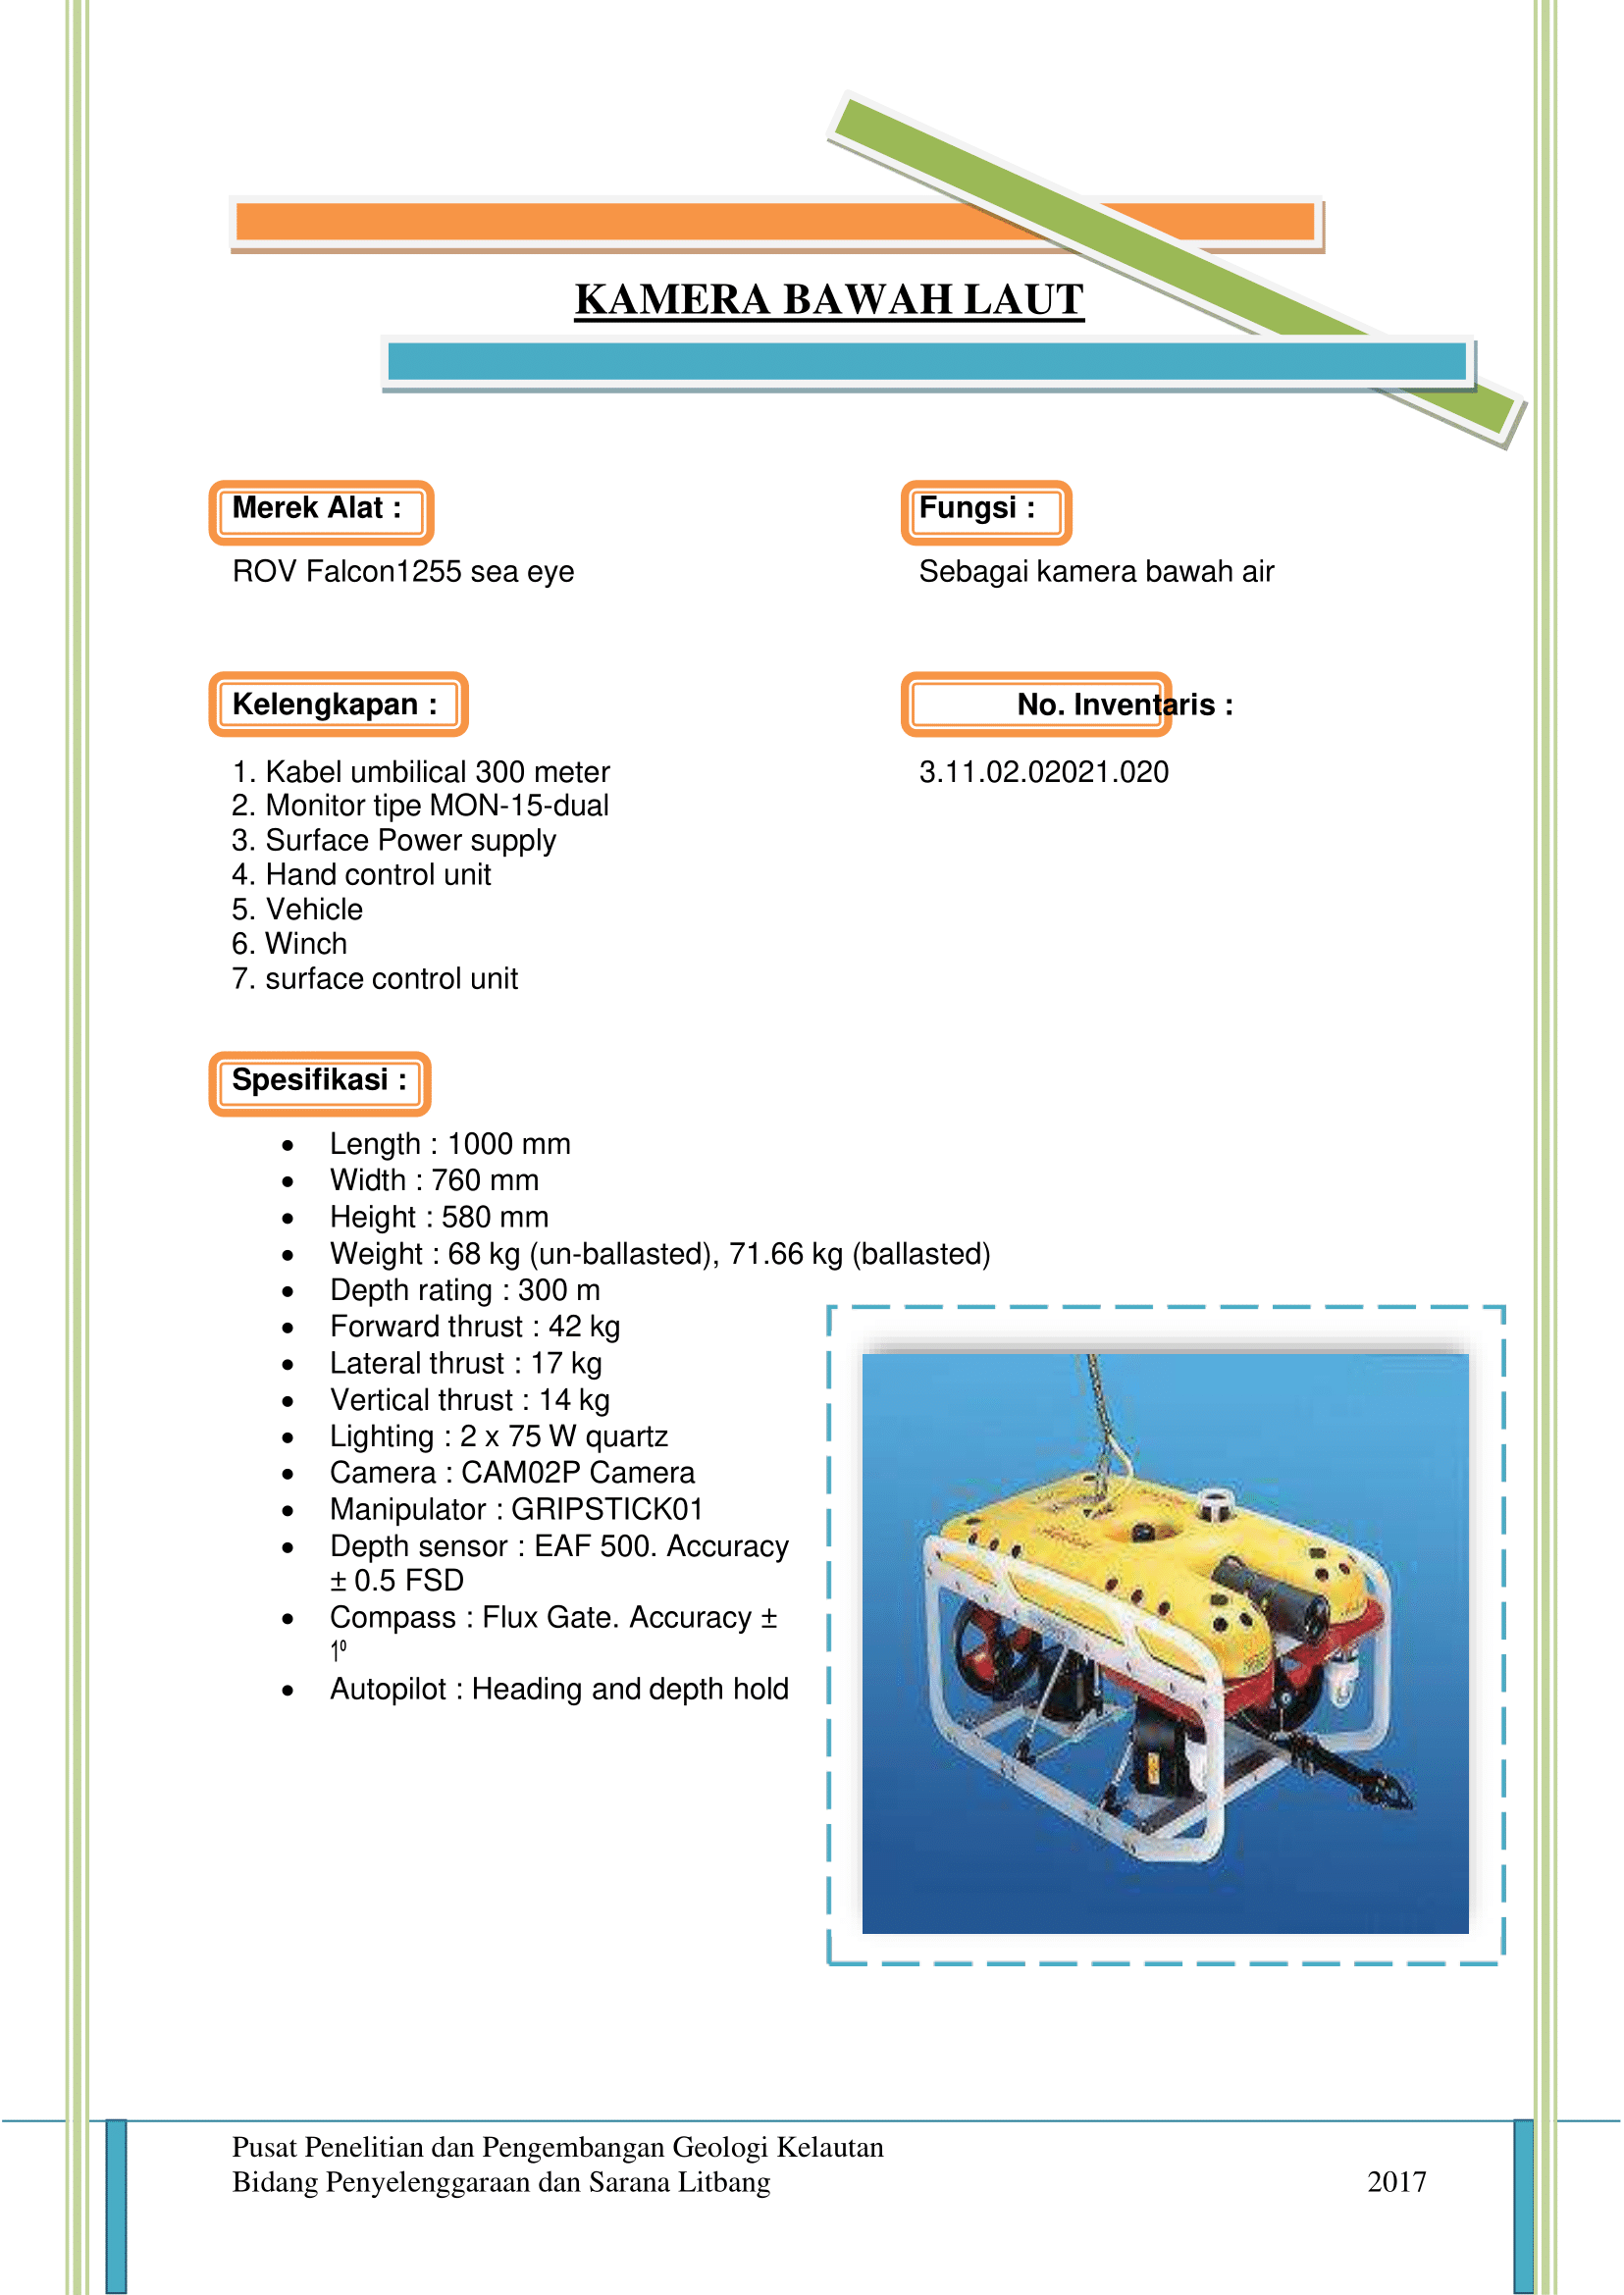 KAMERA BAWAH LAUT
Merek Alat :
ROV Falcon1255 sea eye
Fungsi :
Sebagai kamera bawah air
Kelengkapan :
1. Kabel umbilical 300 meter
2. Monitor tipe MON-15-dual
3. Surface Power supply
4. Hand control unit
5. Vehicle
6. Winch
7. surface control unit
No. Inventaris :
3.11.02.02021.020
Spesifikasi :
• Length : 1000 mm
• Width : 760 mm
• Height : 580 mm
• Weight : 68 kg (un-ballasted), 71.66 kg (ballasted)
• Depth rating : 300 m
• Forward thrust : 42 kg
• Lateral thrust : 17 kg
• Vertical thrust : 14 kg
• Lighting : 2 x 75 W quartz
• Camera : CAM02P Camera
• Manipulator : GRIPSTICK01
• Depth sensor : EAF 500. Accuracy
± 0.5 FSD
• Compass : Flux Gate. Accuracy ±
1º
• Autopilot : Heading and depth hold
Pusat Penelitian dan Pengembangan Geologi Kelautan
Bidang Penyelenggaraan dan Sarana Litbang 2017